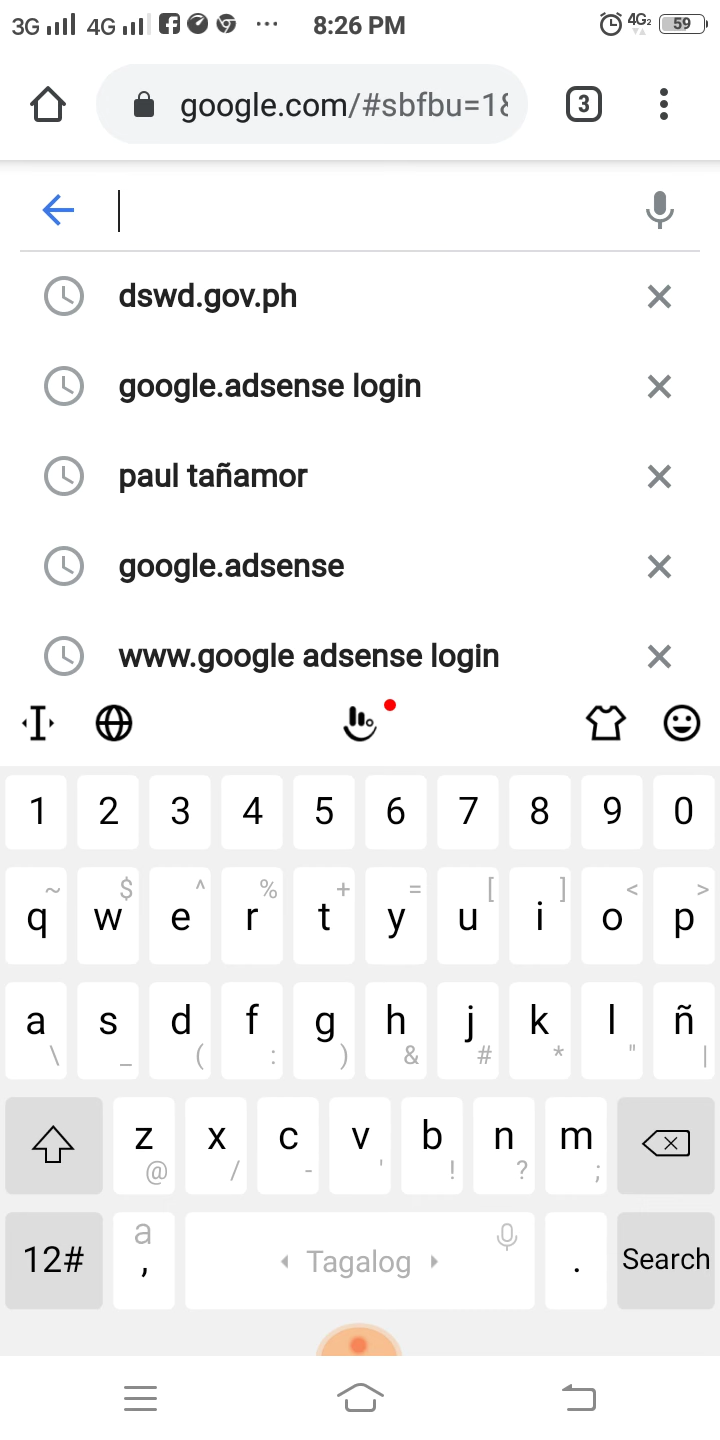 3G 4G 8:26 PM 4G2 59
google.com/#sbfbu=1&
3
dswd.gov.ph
google.adsense login
paul tañamor
google.adsense
www.google adsense login
1 2 3 4 5 6 7 8 9 0
~ $ ^ % + = [ ] < >
q w e r t y u i o p
a s d f g h j k l ñ
\ _ ( : ) & # * " |
z x c v b n m
@ / - ' ! ? ;
12# a , Tagalog . Search